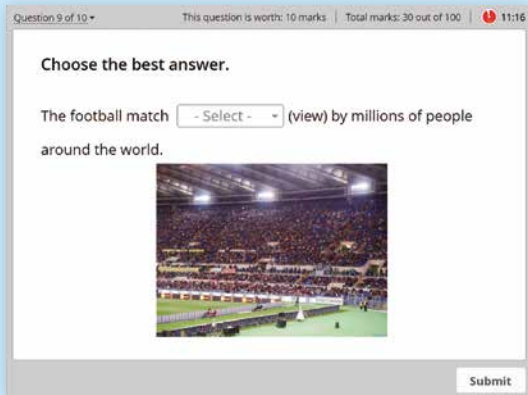 Question 9 of 10
This question is worth: 10 marks | Total marks: 30 out of 100 | 11:16
Choose the best answer.
The football match - Select - (view) by millions of people
around the world.
Submit